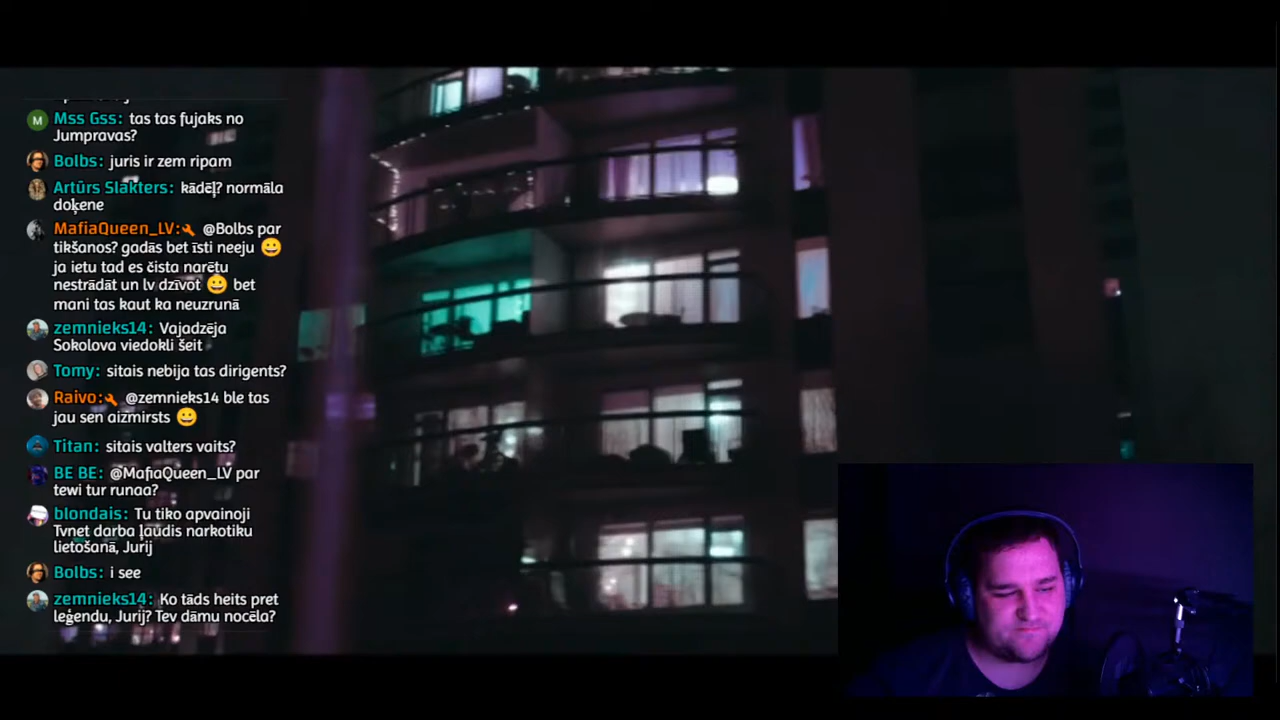 M Mss Gss: tas tas fujaks no
Jumpravas?
Bolbs: juris ir zem ripam
Artūrs Slakters: kādēļ? normāla
doķene
MafiaQueen_LV: @Bolbs par
tikšanos? gadās bet īsti neeju 😀
ja ietu tad es čista narētu
nestrādāt un lv dzīvot 😀 bet
mani tas kaut ka neuzrunā
zemnieks14: Vajadzēja
Sokolova viedokli šeit
Tomy: sitais nebija tas dirigents?
Raivo: @zemnieks14 ble tas
jau sen aizmirsts 😀
Titan: sitais valters vaits?
BE BE: @MafiaQueen_LV par
tewi tur runaa?
blondais: Tu tiko apvainoji
Tvnet darba ļaudis narkotiku
lietošanā, Jurij
Bolbs: i see
zemnieks14: Ko tāds heits pret
leģendu, Jurij? Tev dāmu nocēla?